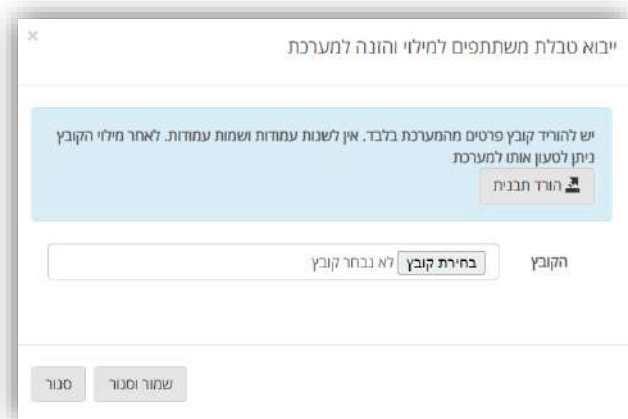 ייבוא טבלת משתתפים למילוי והזנה למערכת
×
יש להוריד קובץ פרטים מהמערכת בלבד. אין לשנות עמודות ושמות עמודות. לאחר מילוי הקובץ
ניתן לטעון אותו למערכת
הורד תבנית
הקובץ
בחירת קובץ לא נבחר קובץ
שמור וסגור
סגור